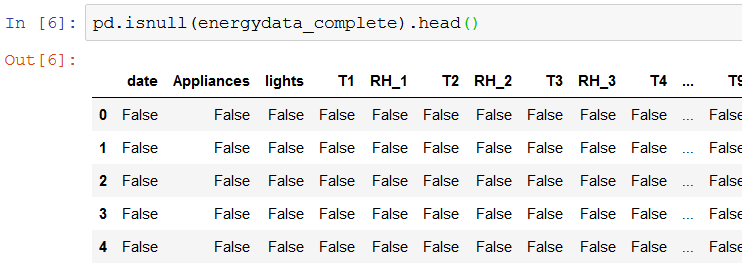 In [6]: pd.isnull(energydata_complete).head()
Out[6]:
date Appliances lights T1 RH_1 T2 RH_2 T3 RH_3 T4 ... T9
0 False False False False False False False False False False ... False
1 False False False False False False False False False False ... False
2 False False False False False False False False False False ... False
3 False False False False False False False False False False ... False
4 False False False False False False False False False False ... False